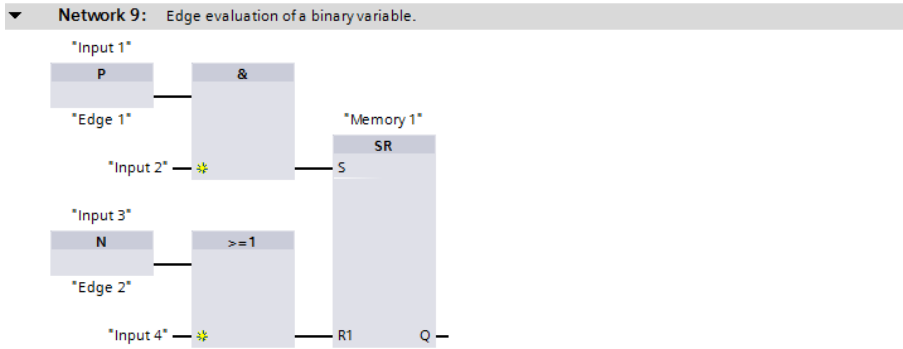 Network 9: Edge evaluation of a binary variable.
"Input 1"
P
&
"Edge 1"
"Memory 1"
SR
"Input 2"
S
"Input 3"
N
>=1
"Edge 2"
"Input 4"
R1
Q